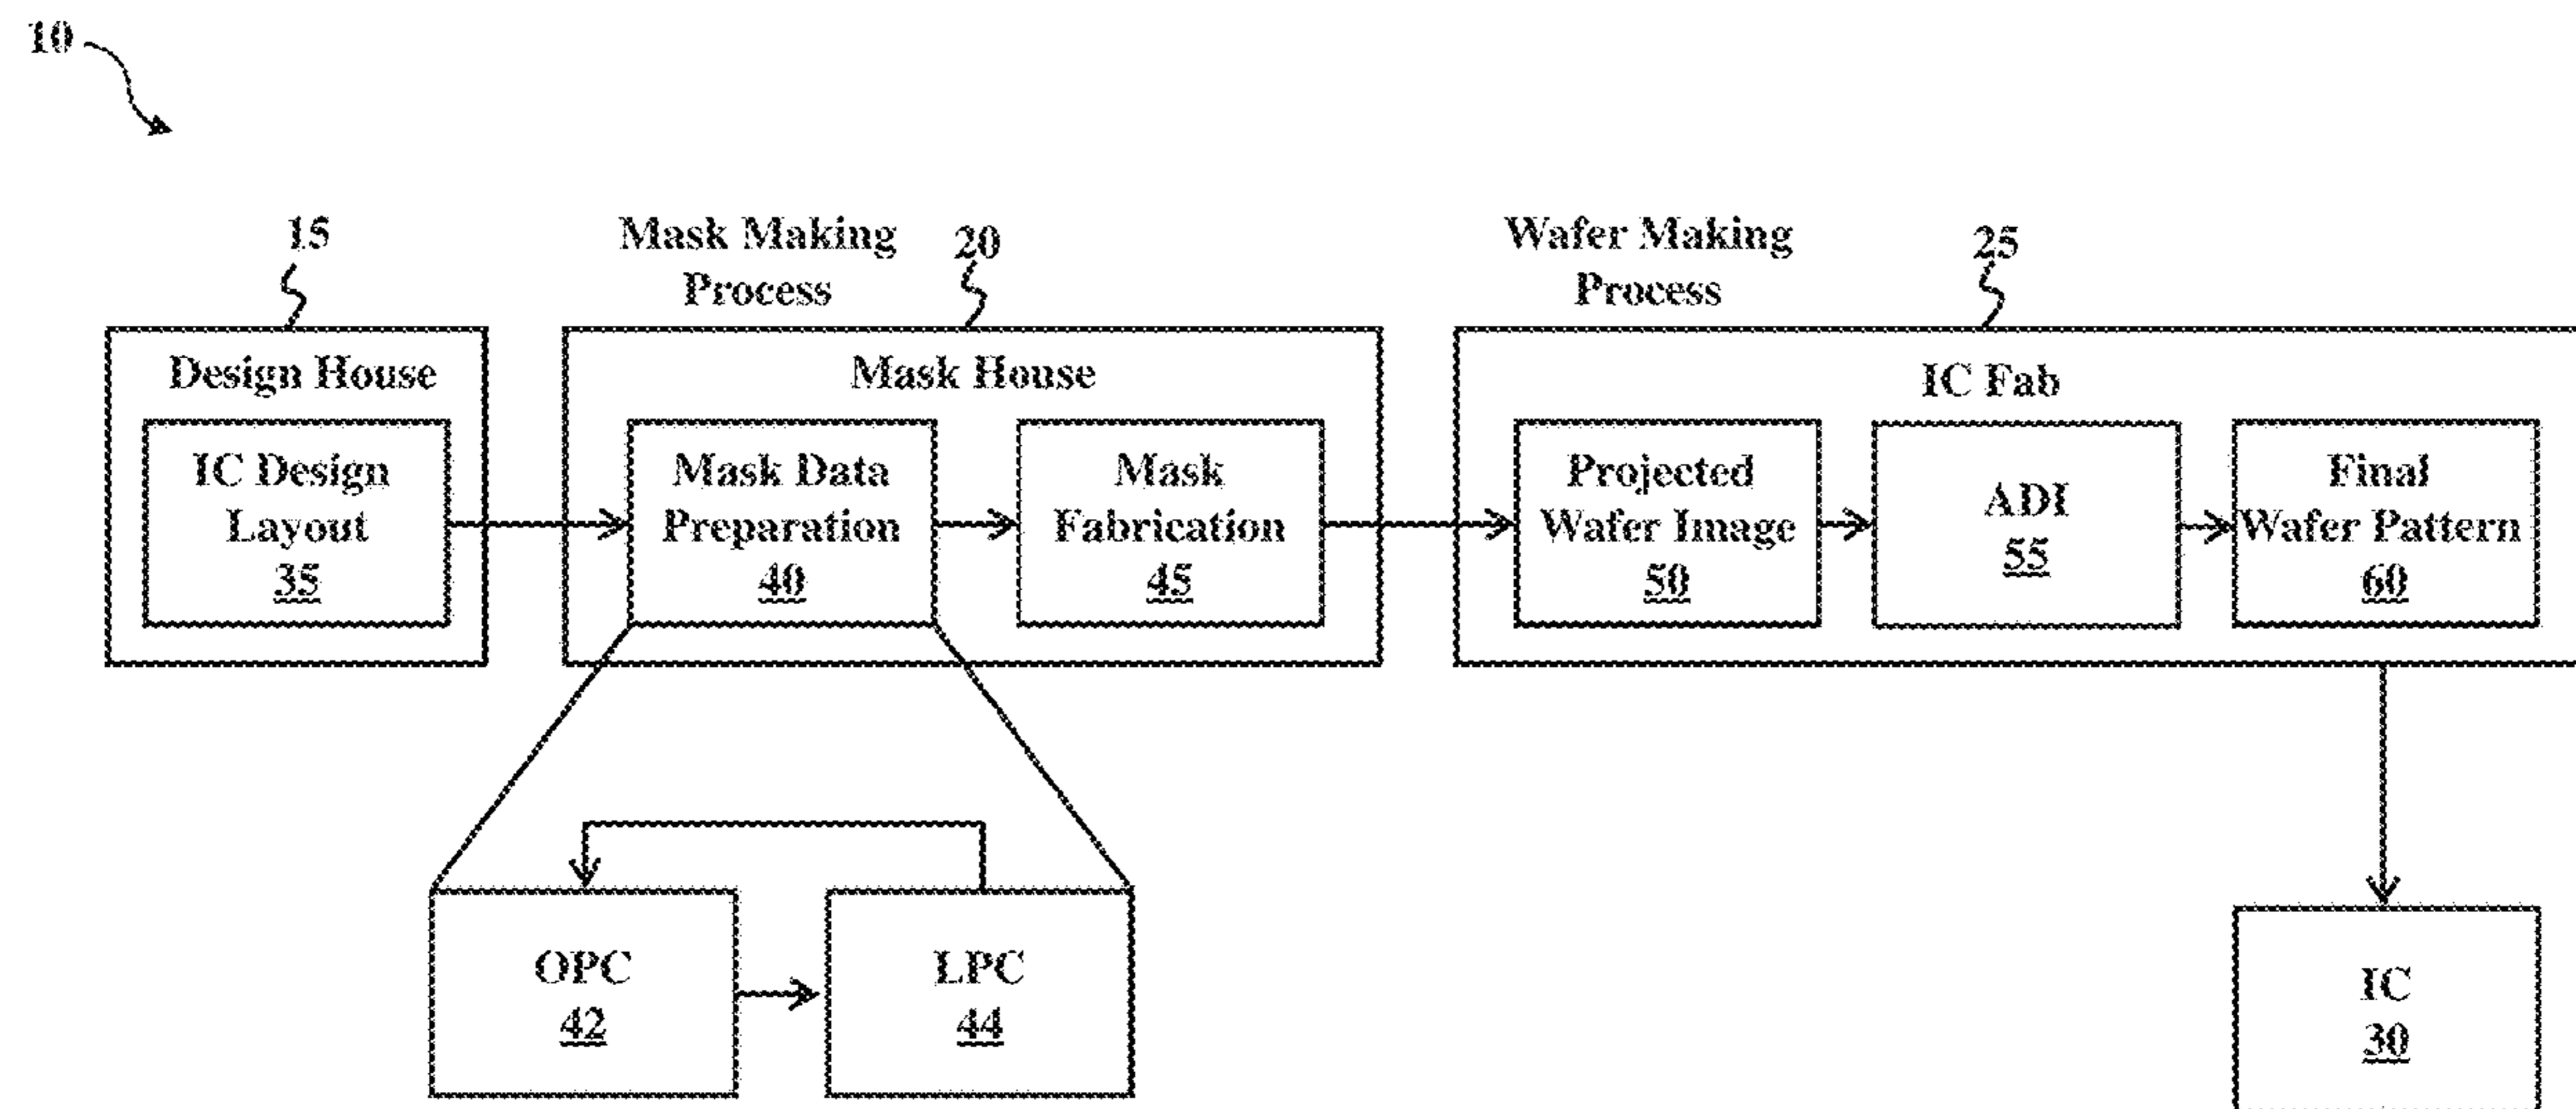 10
15
Mask Making
Process
20
Wafer Making
Process
25
Design House
IC Design
Layout
35
Mask House
Mask Data
Preparation
40
Mask
Fabrication
45
IC Fab
Projected
Wafer Image
50
ADI
55
Final
Wafer Pattern
60
OPC
42
LPC
44
IC
30